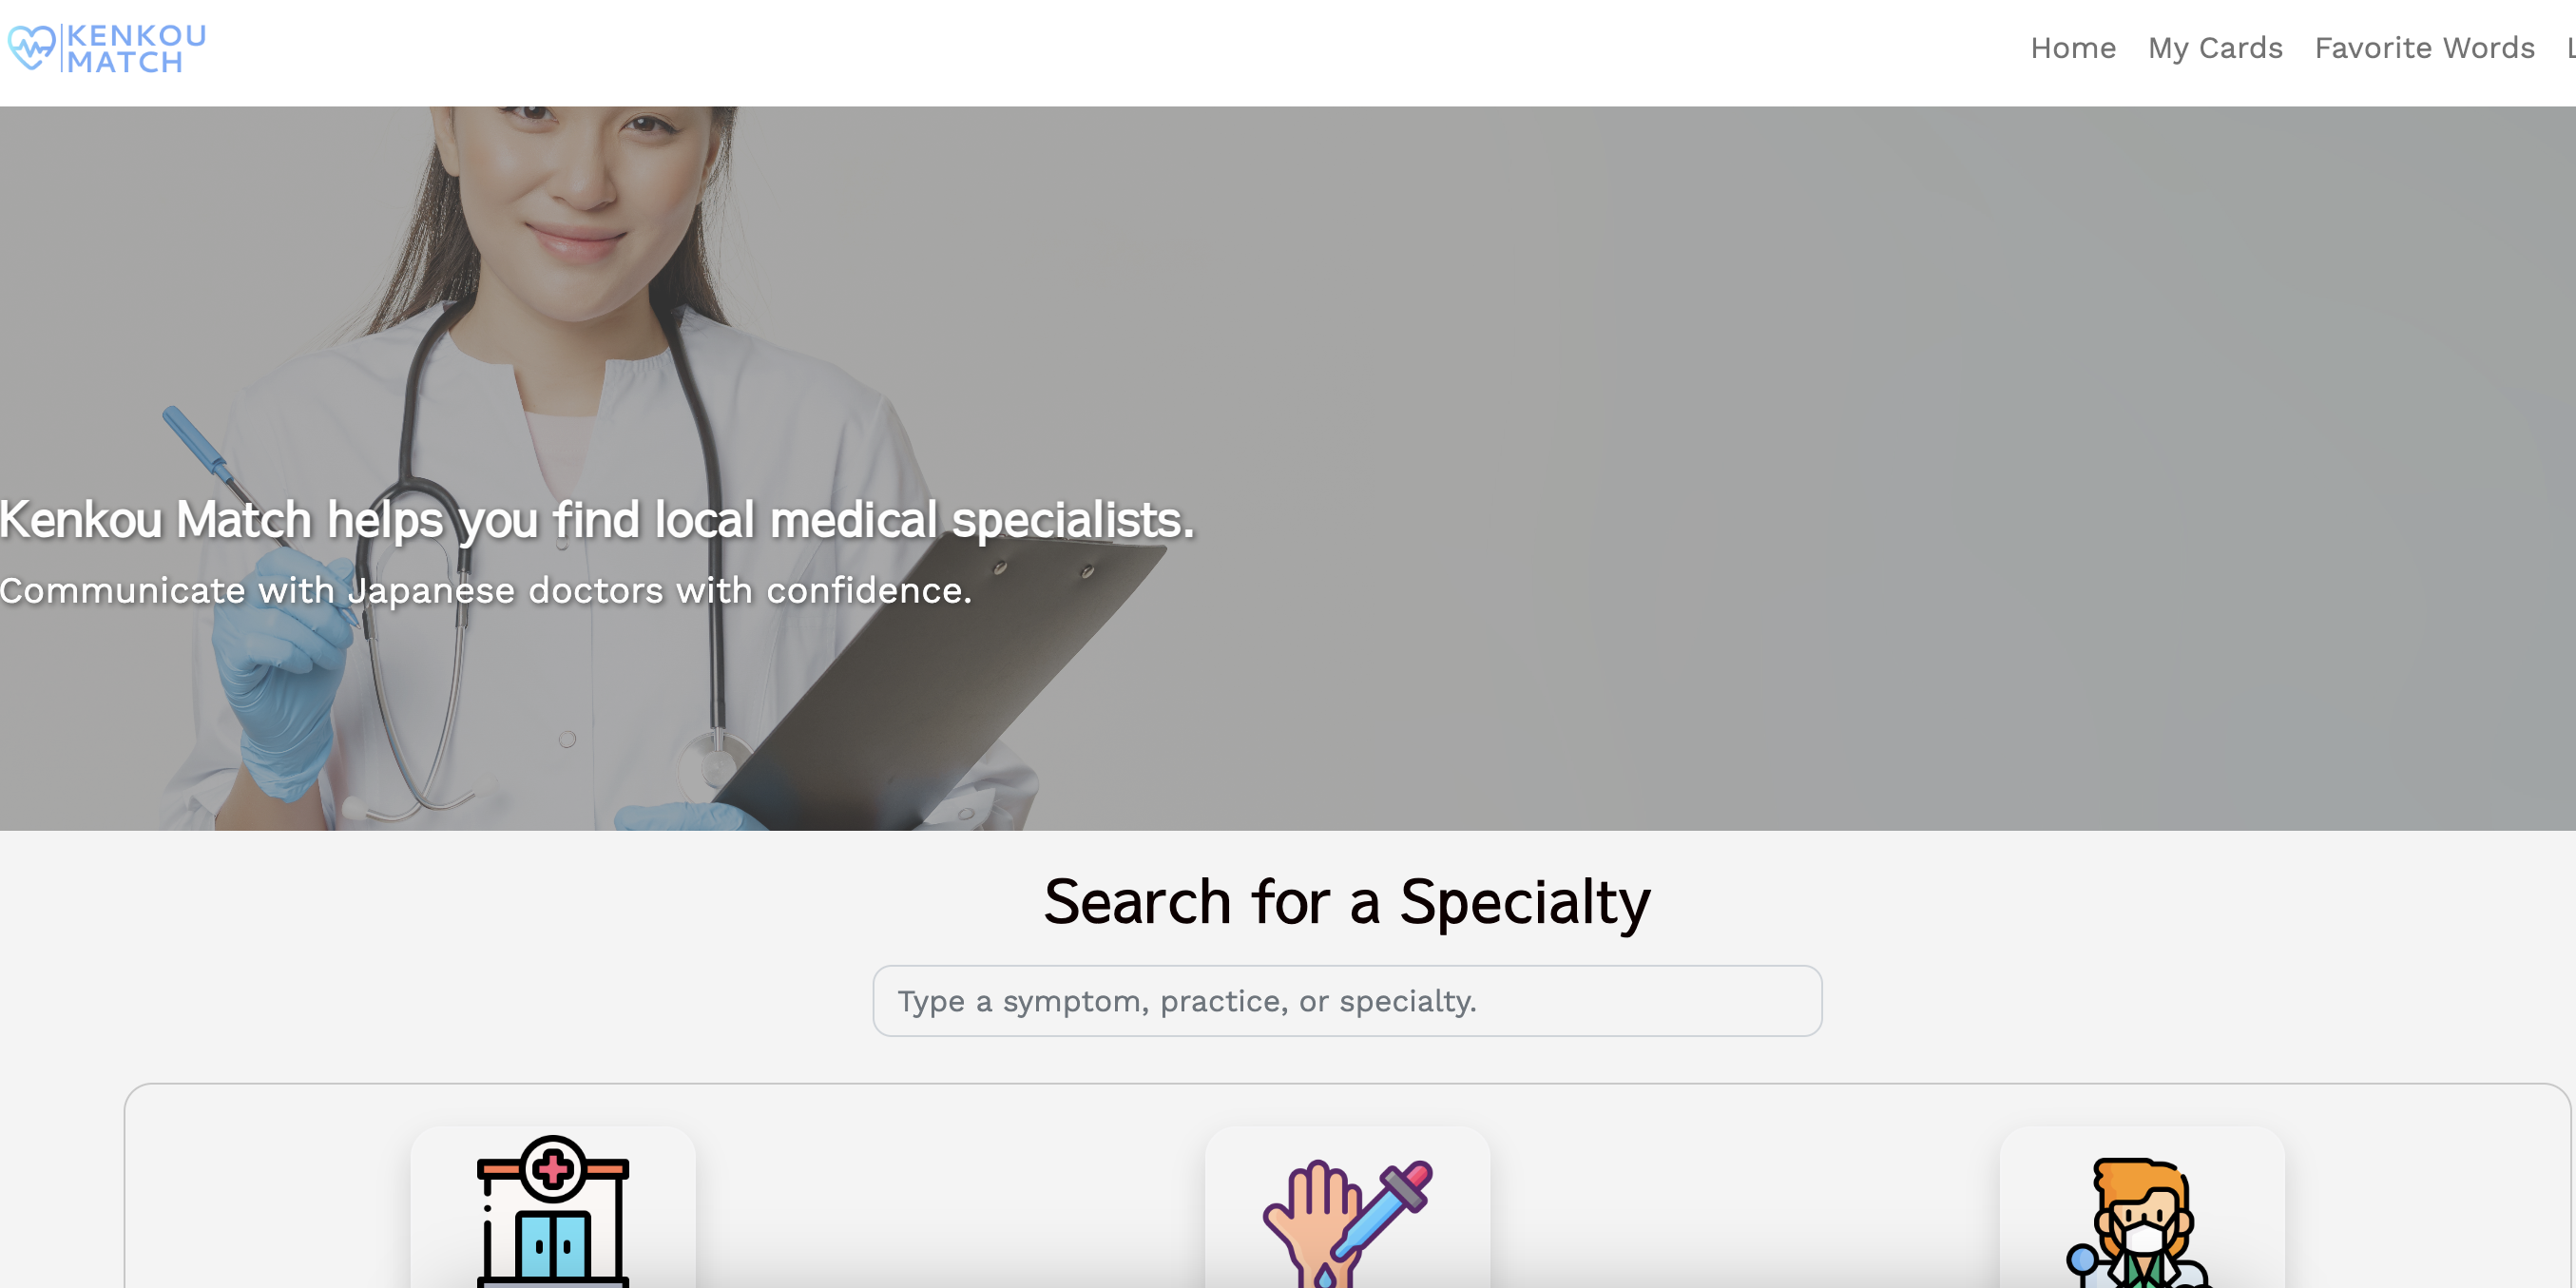 KENKOU
MATCH
Home My Cards Favorite Words
Kenkou Match helps you find local medical specialists.
Communicate with Japanese doctors with confidence.
Search for a Specialty
Type a symptom, practice, or specialty.